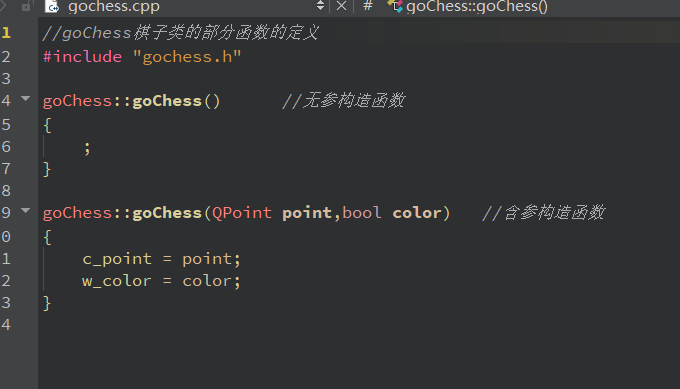 gochess.cpp # goChess::goChess()
1 //goChess棋子类的部分函数的定义
2 #include "gochess.h"
3
4 goChess::goChess() //无参构造函数
5 {
6 ;
7 }
8
9 goChess::goChess(QPoint point,bool color) //含参构造函数
0 {
1 c_point = point;
2 w_color = color;
3 }
4